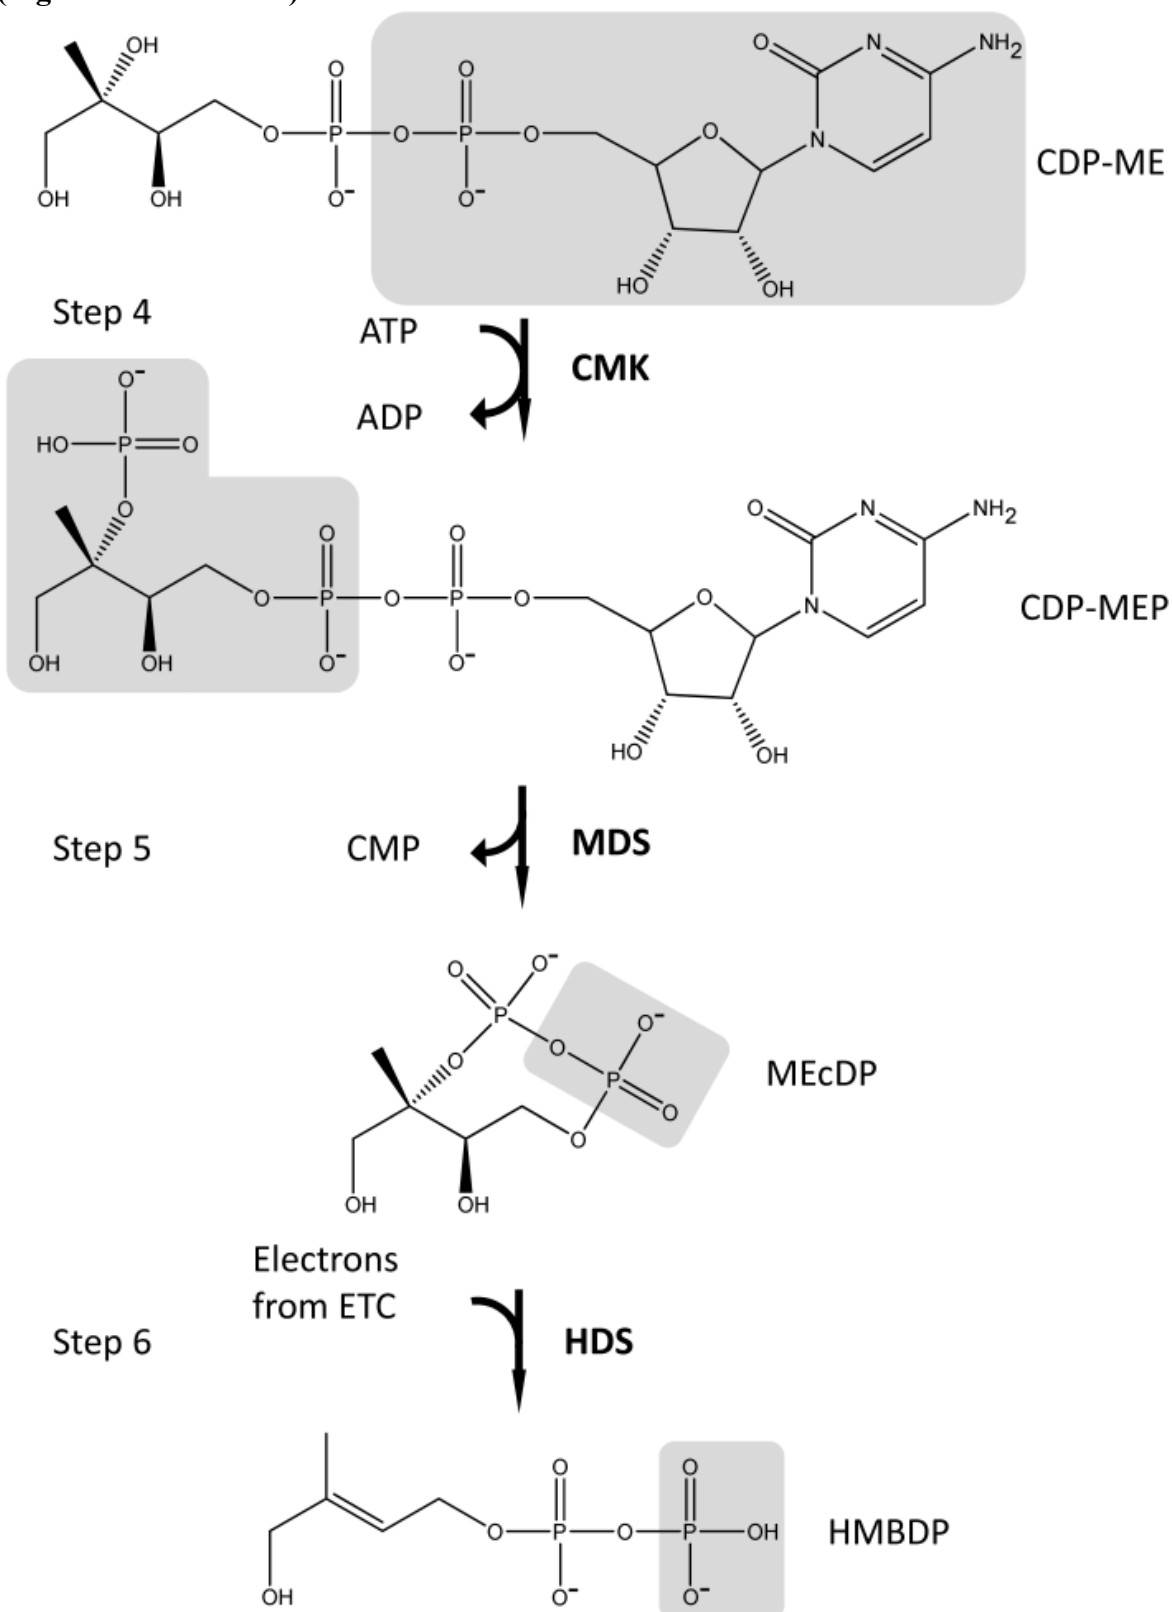 OH
O
O
O
N
NH₂
O
P
O
P
O
O
N
OH
OH
O⁻
O⁻
HO
OH
CDP-ME
Step 4
ATP
CMK
ADP
O⁻
HO
P
O
O
O
O
O
N
NH₂
O
P
O
P
O
O
N
OH
OH
O⁻
O⁻
HO
OH
CDP-MEP
Step 5
CMP
MDS
O
O⁻
P
O
O
O⁻
P
O
O
OH
OH
MEcDP
Electrons
from ETC
Step 6
HDS
O
O
O
P
O
P
OH
OH
O⁻
O⁻
HMBDP